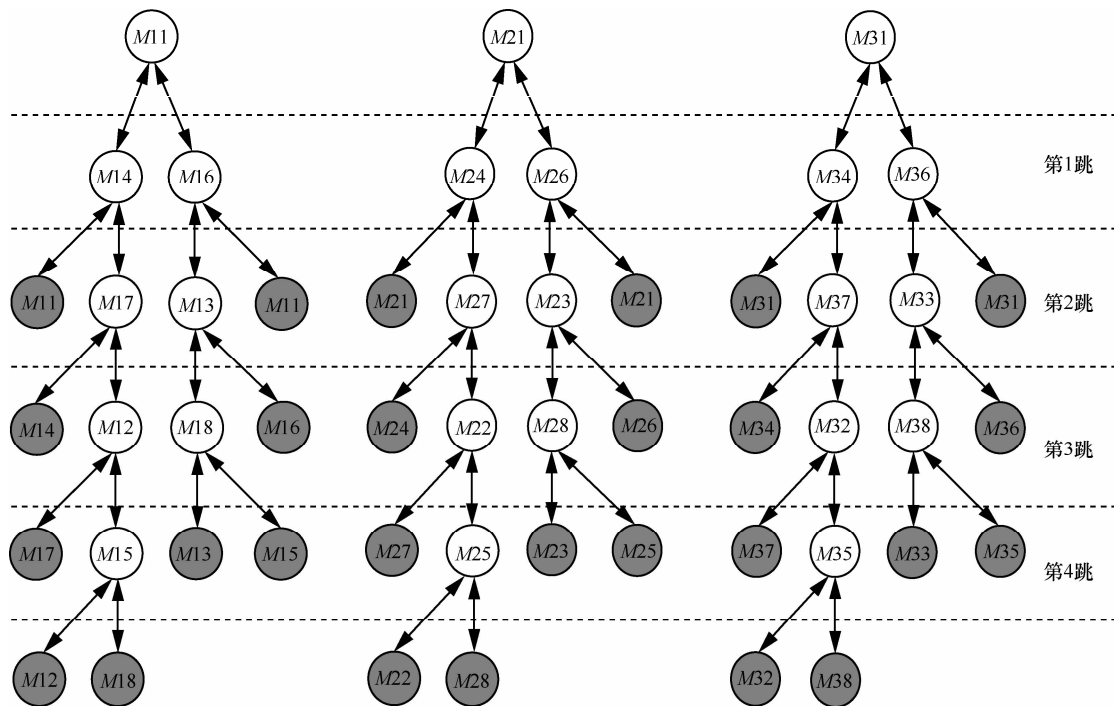 M11 M21 M31
M14 M16 M24 M26 M34 M36 第1跳
M11 M17 M13 M11 M21 M27 M23 M21 M31 M37 M33 M31 第2跳
M14 M12 M18 M16 M24 M22 M28 M26 M34 M32 M38 M36 第3跳
M17 M15 M13 M15 M27 M25 M23 M25 M37 M35 M33 M35 第4跳
M12 M18 M22 M28 M32 M38